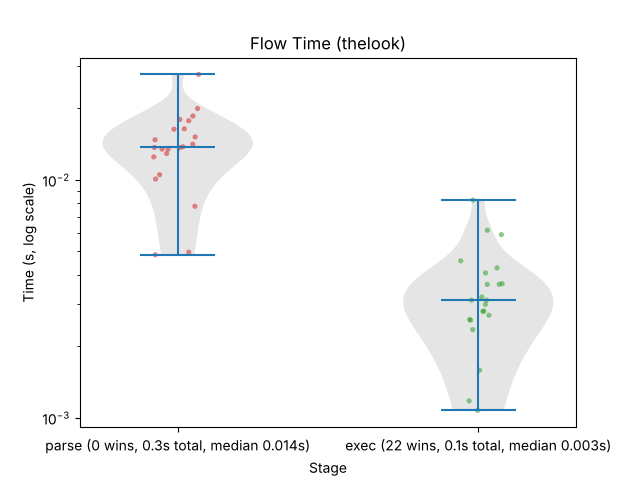 Flow Time (thelook)
Time (s, log scale)
10⁻²
10⁻³
parse (0 wins, 0.3s total, median 0.014s)
exec (22 wins, 0.1s total, median 0.003s)
Stage